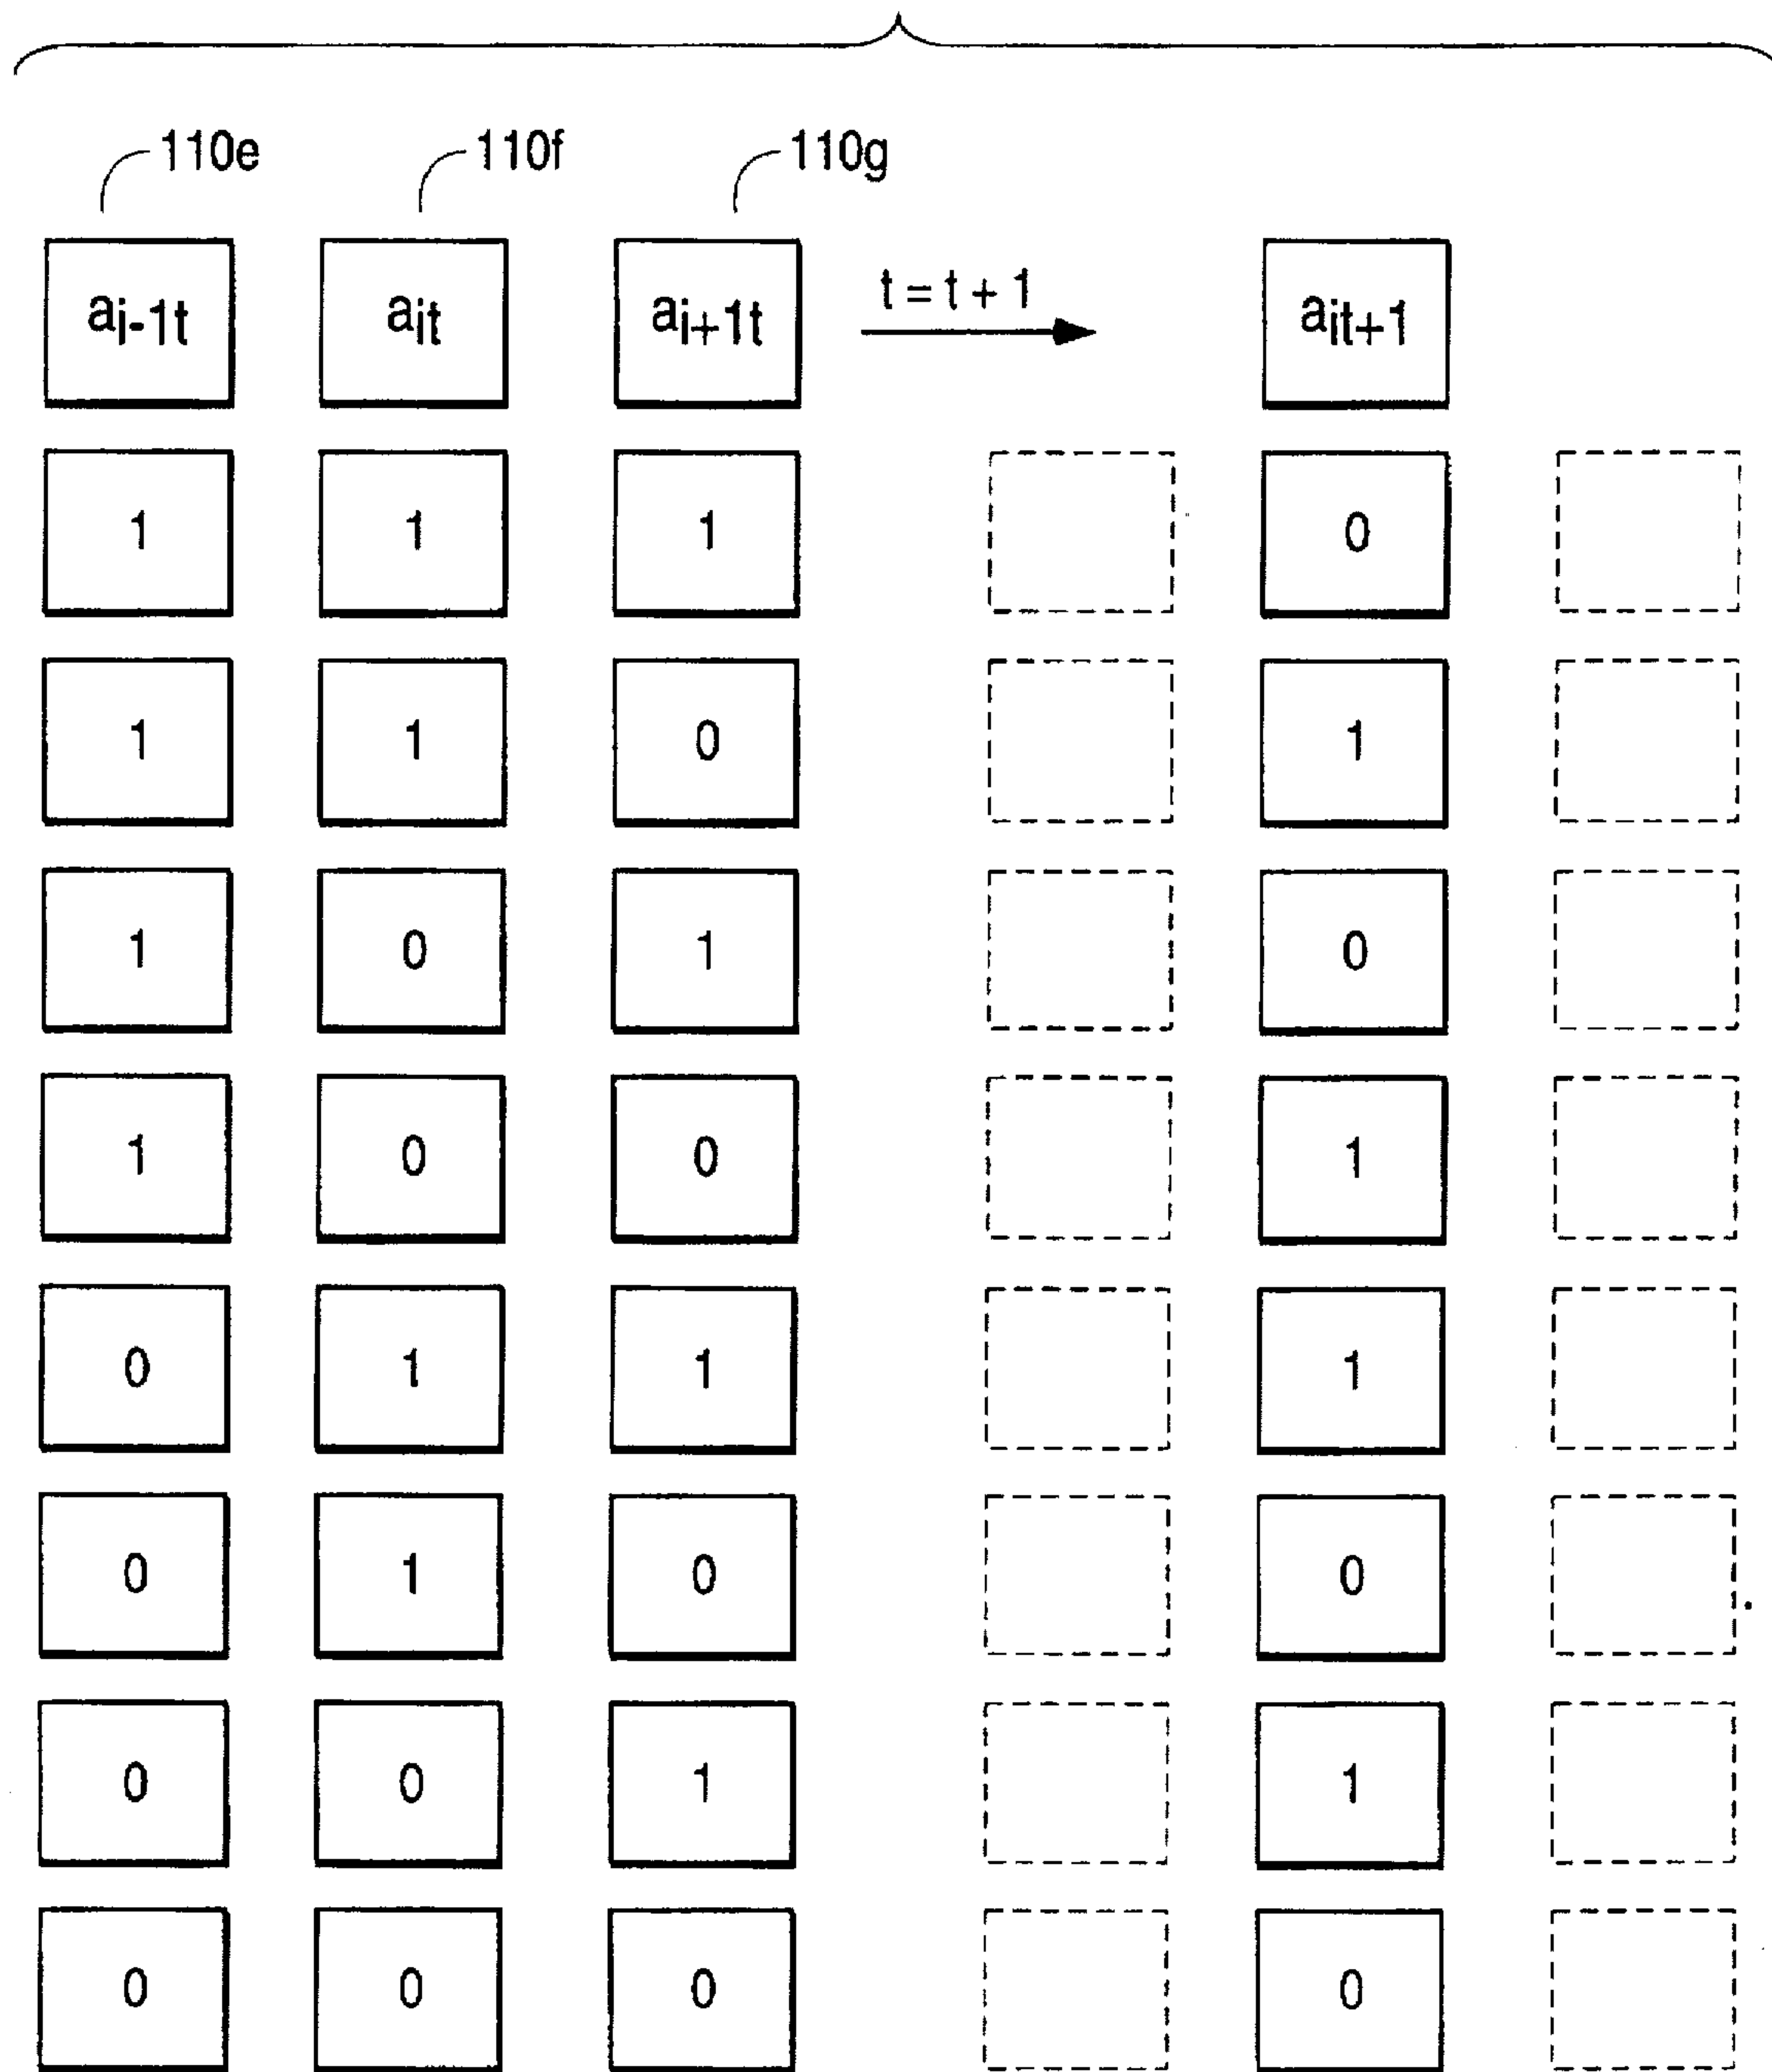 110e 110f 110g
ai-1t ait ai+1t t = t + 1 ait+1
1 1 1 0
1 1 0 1
1 0 1 0
1 0 0 1
0 1 1 1
0 1 0 0
0 0 1 1
0 0 0 0